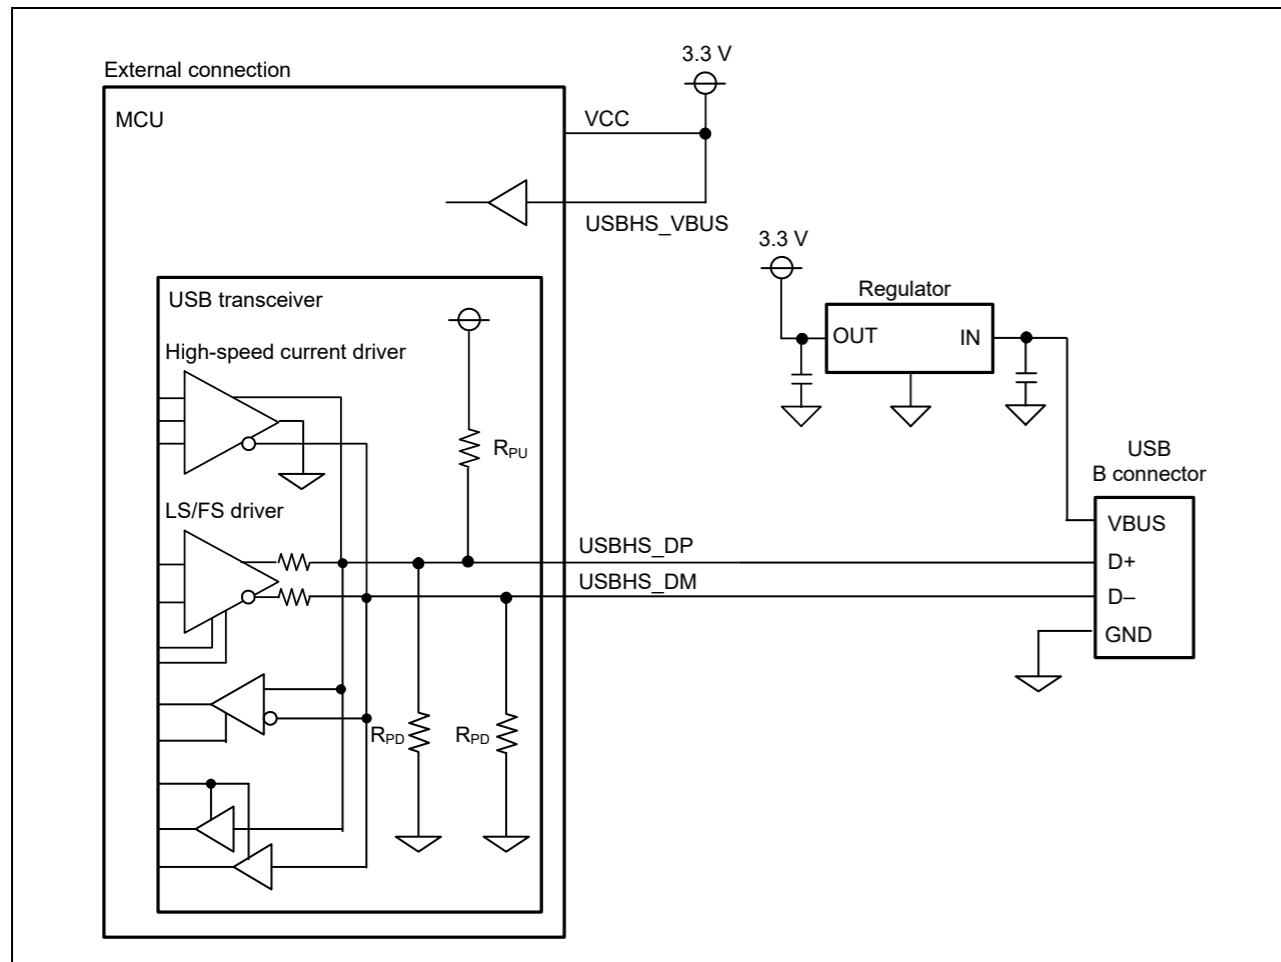 3.3 V
External connection
MCU
VCC
USBHS_VBUS
3.3 V
USB transceiver
Regulator
OUT
IN
High-speed current driver
RPU
USB
B connector
LS/FS driver
VBUS
USBHS_DP
D+
USBHS_DM
D–
GND
RPD
RPD